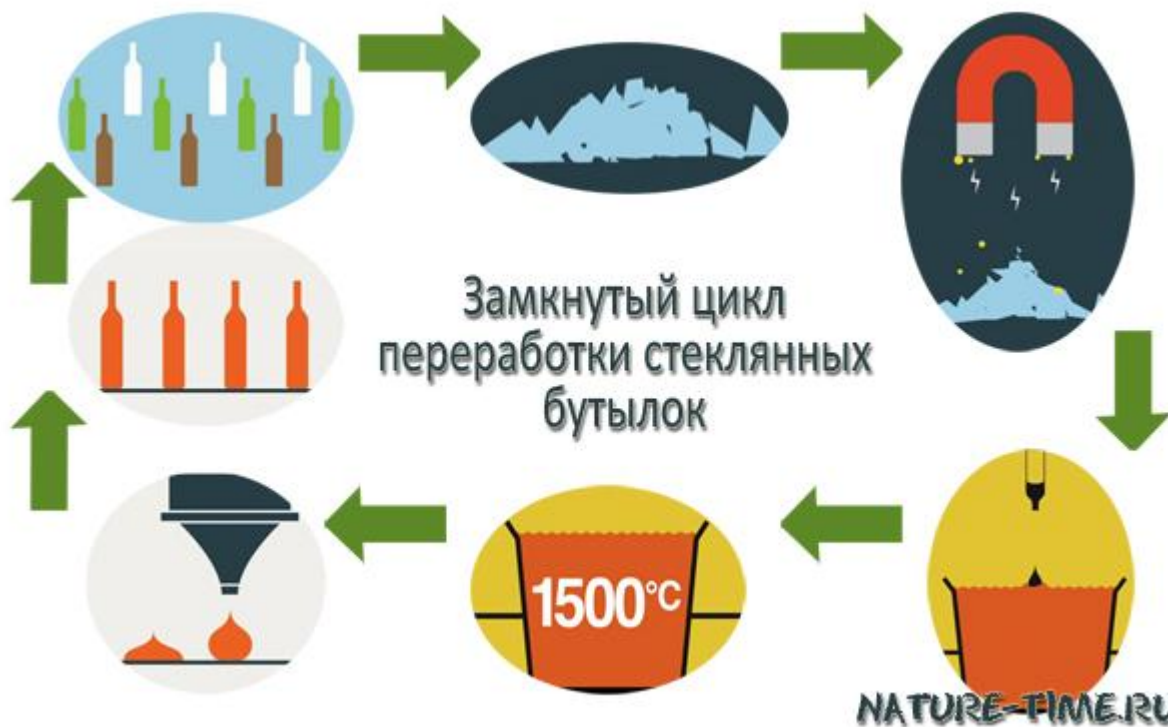 Замкнутый цикл
переработки стеклянных
бутылок
1500°C
NATURE-TIME.RU